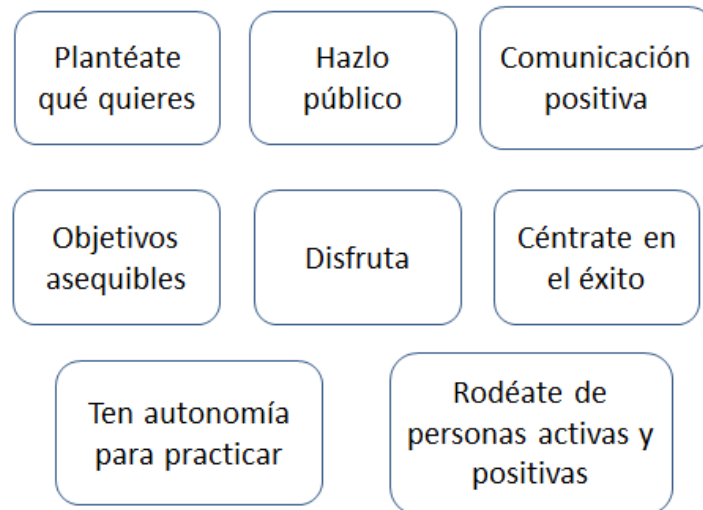 Plantéate
qué quieres
Hazlo
público
Comunicación
positiva
Objetivos
asequibles
Disfruta
Céntrate en
el éxito
Ten autonomía
para practicar
Rodéate de
personas activas y
positivas